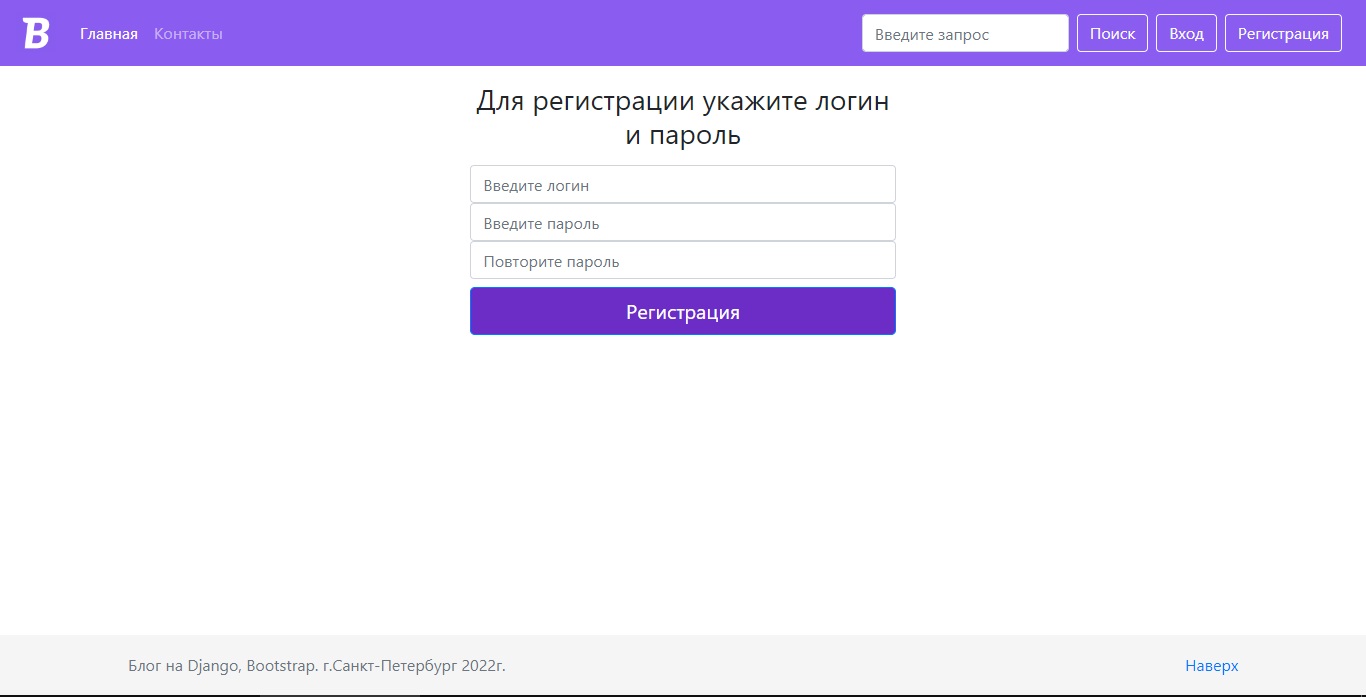 B Главная Контакты Введите запрос Поиск Вход Регистрация
Для регистрации укажите логин
и пароль
Введите логин
Введите пароль
Повторите пароль
Регистрация
Блог на Django, Bootstrap. г.Санкт-Петербург 2022г. Наверх